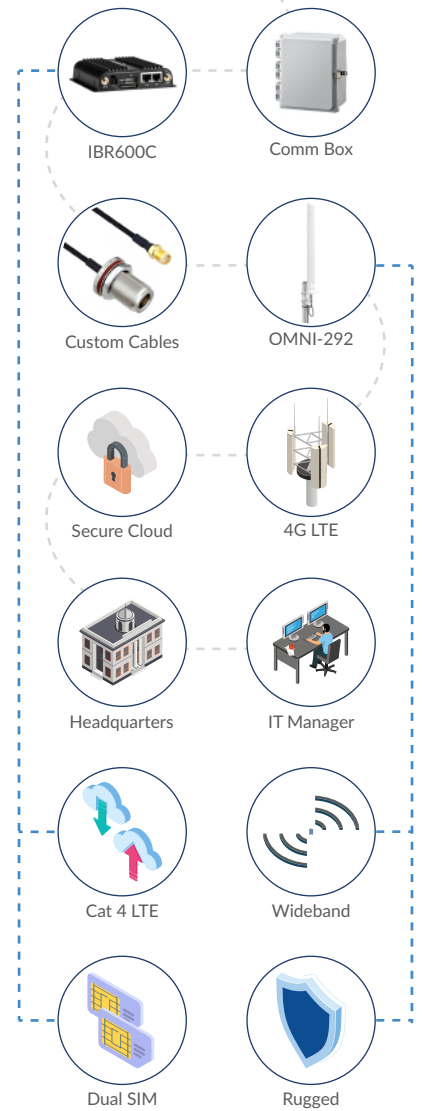 IBR600C
Comm Box
Custom Cables
OMNI-292
Secure Cloud
4G LTE
Headquarters
IT Manager
Cat 4 LTE
Wideband
Dual SIM
Rugged